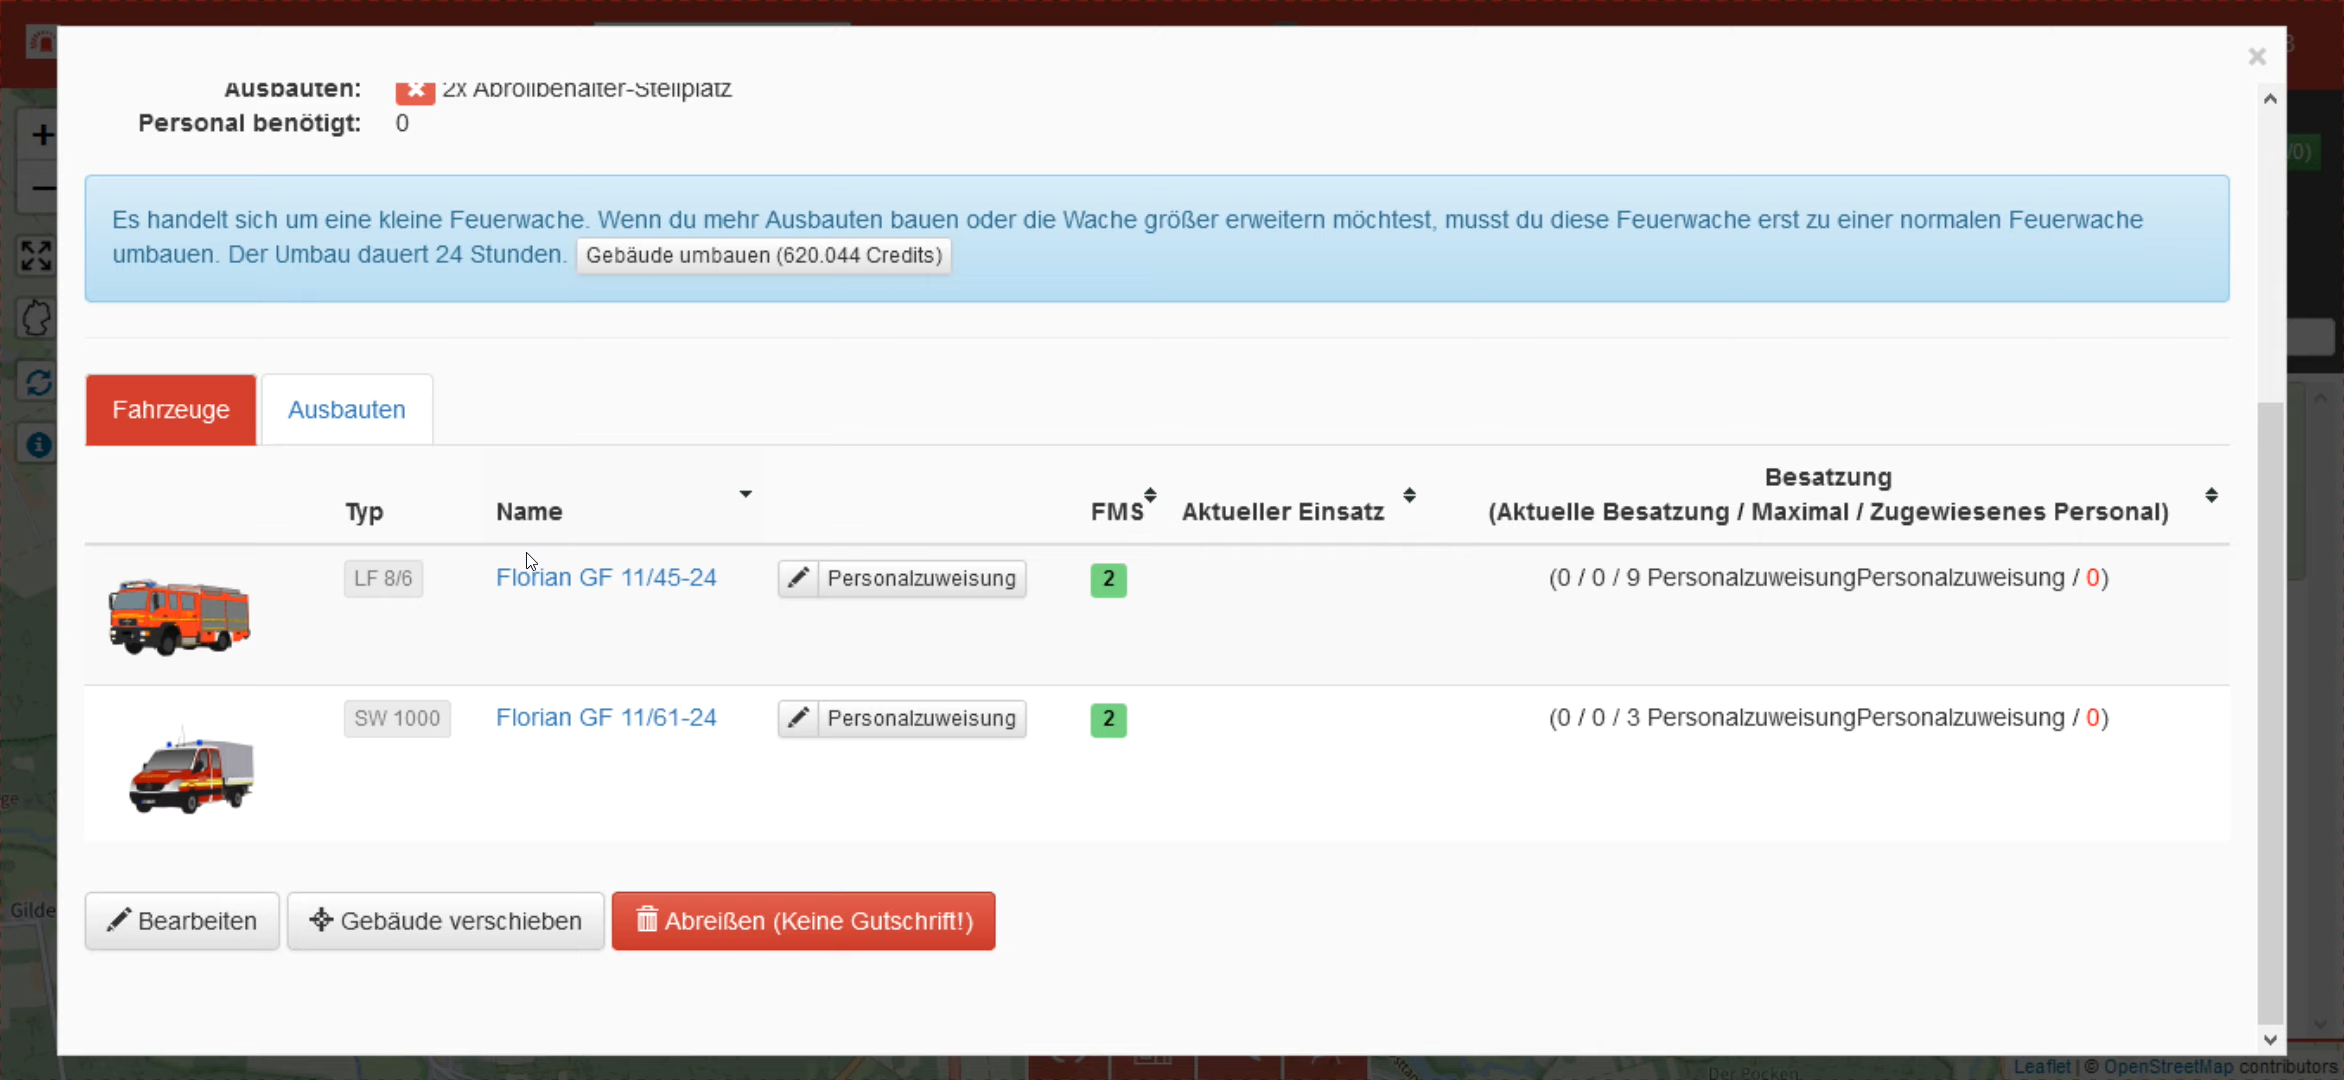 Ausbauten: 2x Abrollbehälter-Stellplatz
Personal benötigt: 0
/0)
Es handelt sich um eine kleine Feuerwache. Wenn du mehr Ausbauten bauen oder die Wache größer erweitern möchtest, musst du diese Feuerwache erst zu einer normalen Feuerwache
umbauen. Der Umbau dauert 24 Stunden. Gebäude umbauen (620.044 Credits)
Fahrzeuge Ausbauten
Besatzung
Typ Name FMS Aktueller Einsatz (Aktuelle Besatzung / Maximal / Zugewiesenes Personal)
LF 8/6 Florian GF 11/45-24 Personalzuweisung 2 (0 / 0 / 9 PersonalzuweisungPersonalzuweisung / 0)
SW 1000 Florian GF 11/61-24 Personalzuweisung 2 (0 / 0 / 3 PersonalzuweisungPersonalzuweisung / 0)
ge
Gilde
Bearbeiten Gebäude verschieben Abreißen (Keine Gutschrift!)
Leaflet | © OpenStreetMap contributors
Der Pocken